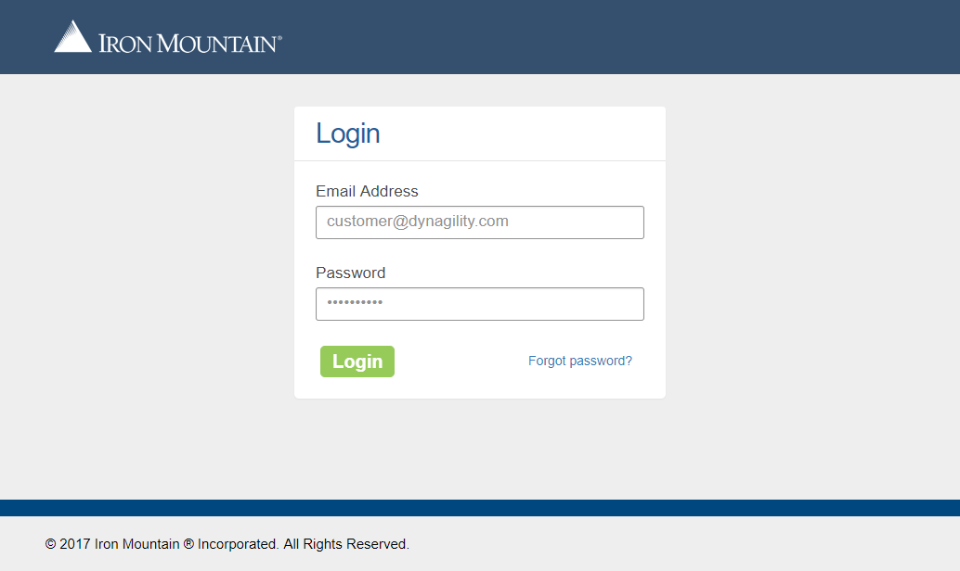 IRON MOUNTAIN®
Login
Email Address
customer@dynagility.com
Password
••••••••••
Login Forgot password?
© 2017 Iron Mountain ® Incorporated. All Rights Reserved.